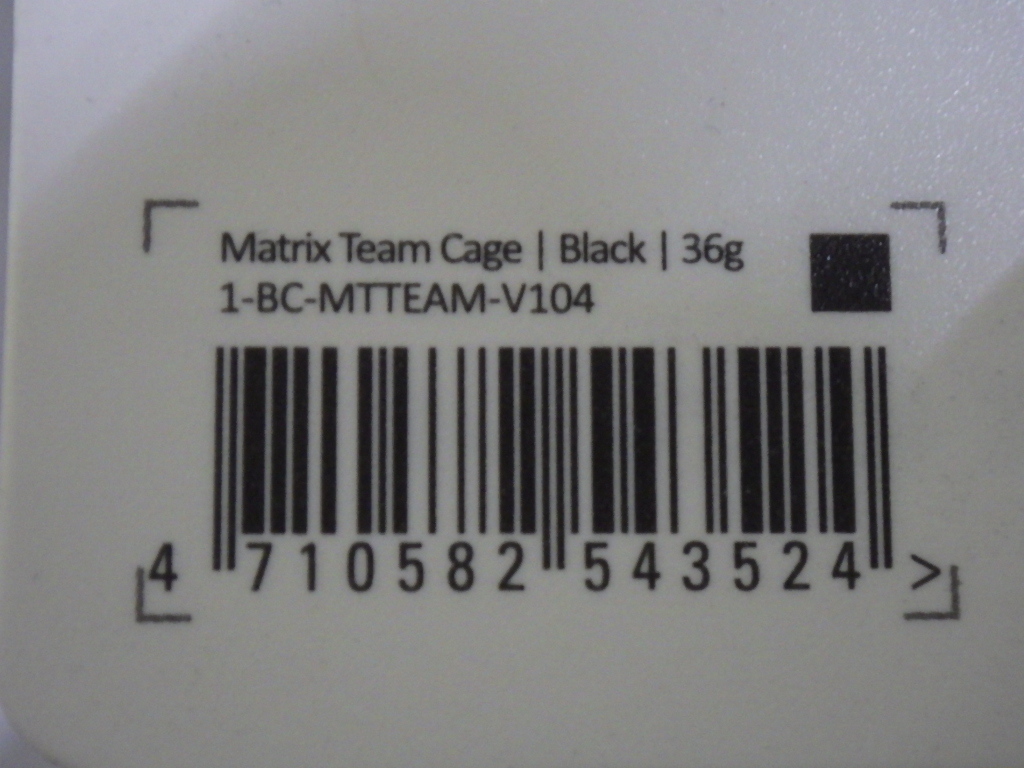 Matrix Team Cage | Black | 36g
1-BC-MTTEAM-V104
4 710582 543524 >